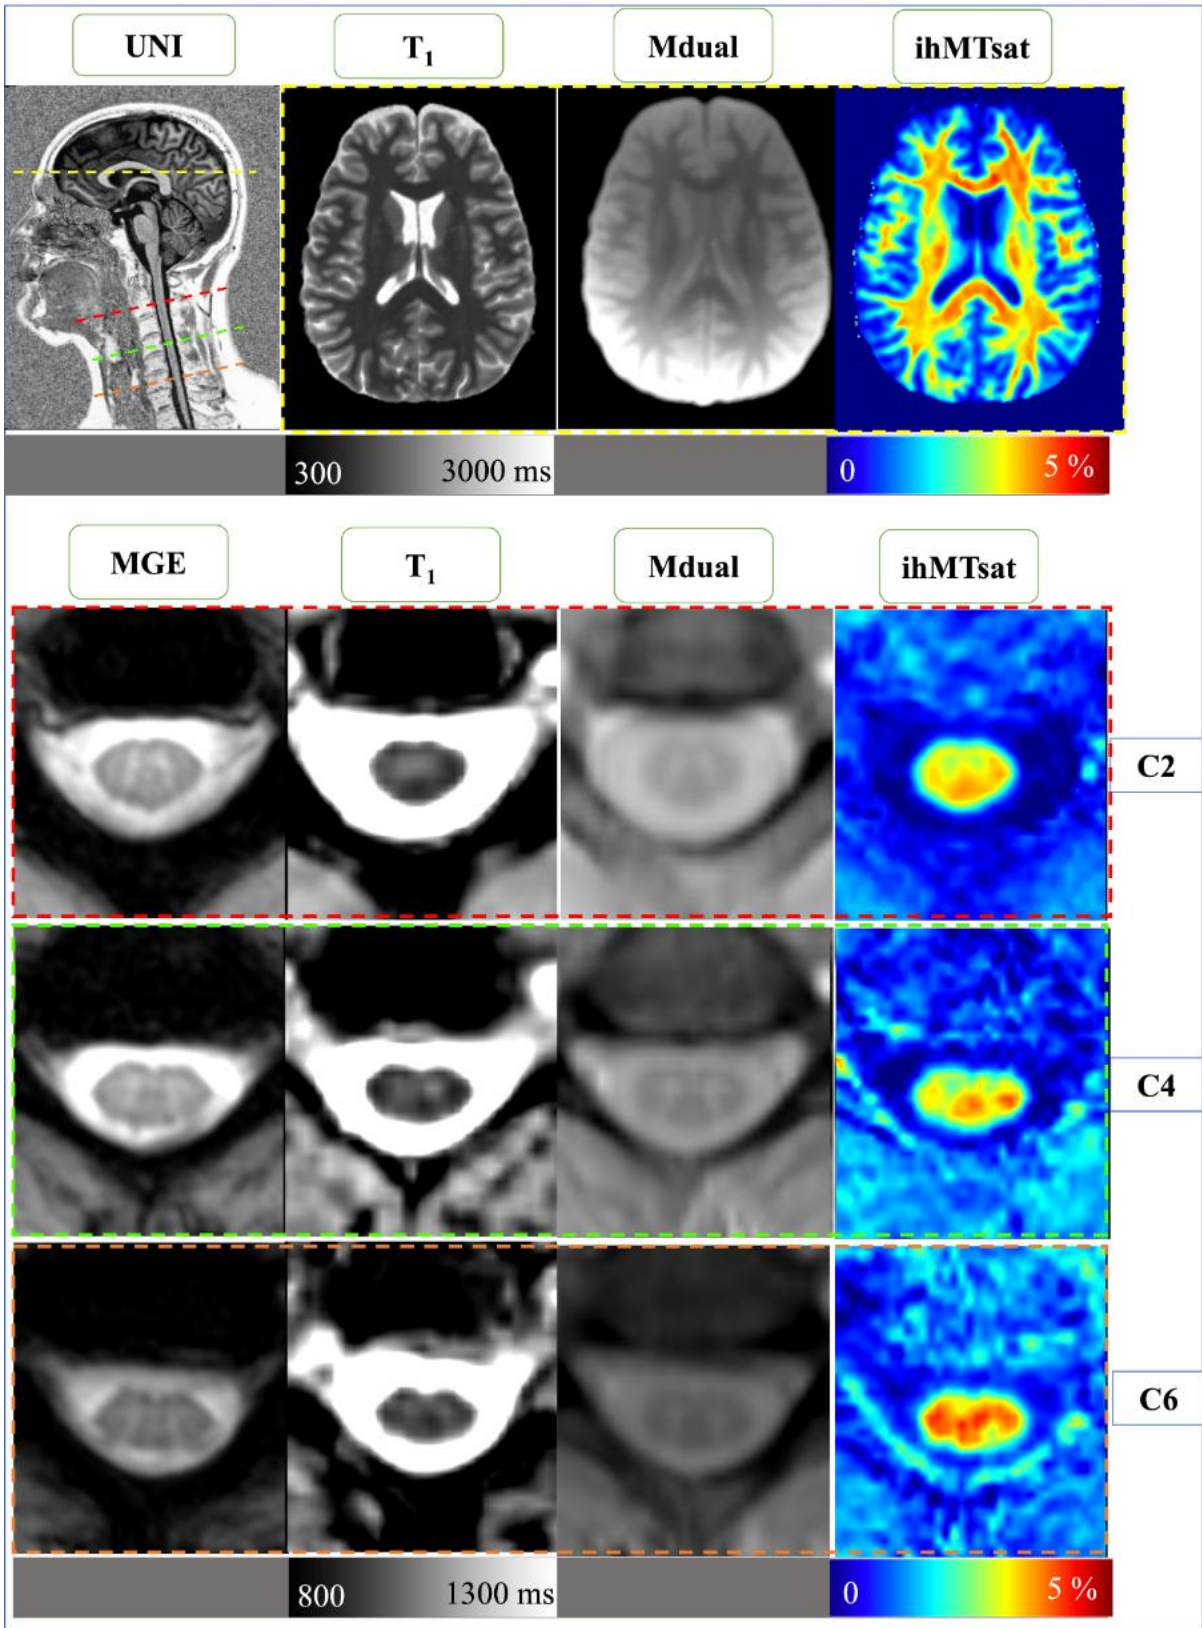 UNI T₁ Mdual ihMTsat
300 3000 ms 0 5 %
MGE T₁ Mdual ihMTsat
C2
C4
C6
800 1300 ms 0 5 %